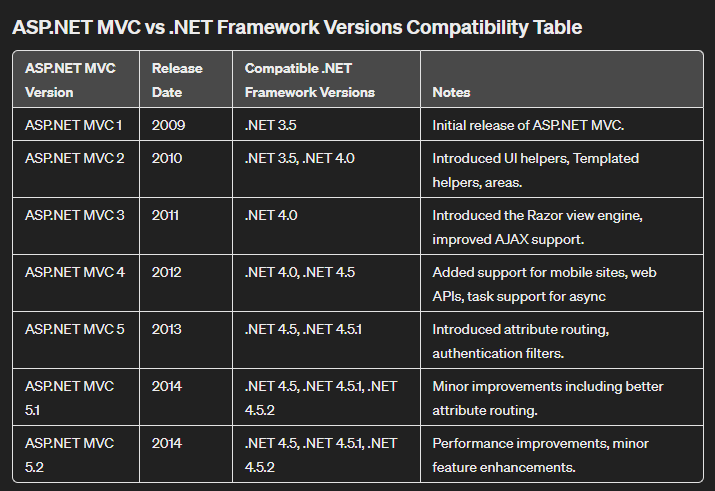 ASP.NET MVC vs .NET Framework Versions Compatibility Table
ASP.NET MVC Version | Release Date | Compatible .NET Framework Versions | Notes
ASP.NET MVC 1 | 2009 | .NET 3.5 | Initial release of ASP.NET MVC.
ASP.NET MVC 2 | 2010 | .NET 3.5, .NET 4.0 | Introduced UI helpers, Templated helpers, areas.
ASP.NET MVC 3 | 2011 | .NET 4.0 | Introduced the Razor view engine, improved AJAX support.
ASP.NET MVC 4 | 2012 | .NET 4.0, .NET 4.5 | Added support for mobile sites, web APIs, task support for async
ASP.NET MVC 5 | 2013 | .NET 4.5, .NET 4.5.1 | Introduced attribute routing, authentication filters.
ASP.NET MVC 5.1 | 2014 | .NET 4.5, .NET 4.5.1, .NET 4.5.2 | Minor improvements including better attribute routing.
ASP.NET MVC 5.2 | 2014 | .NET 4.5, .NET 4.5.1, .NET 4.5.2 | Performance improvements, minor feature enhancements.